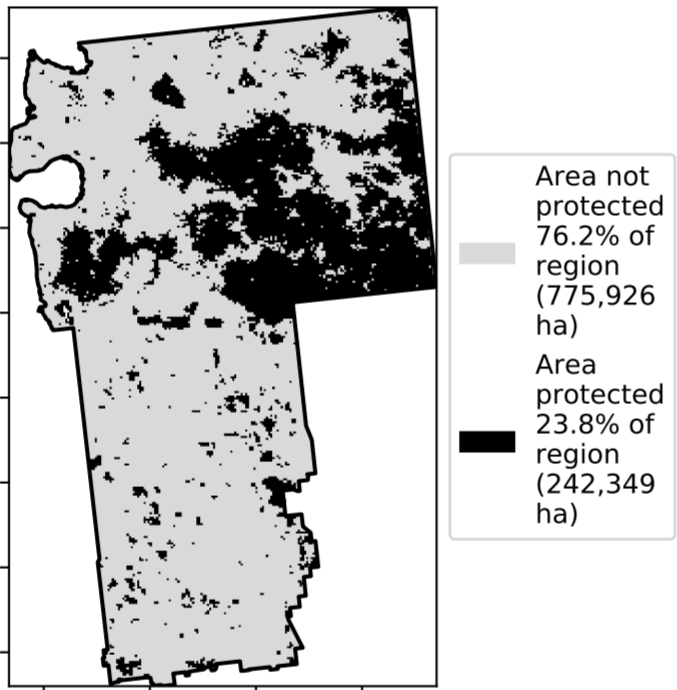 Area not
protected
76.2% of
region
(775,926
ha)
Area
protected
23.8% of
region
(242,349
ha)